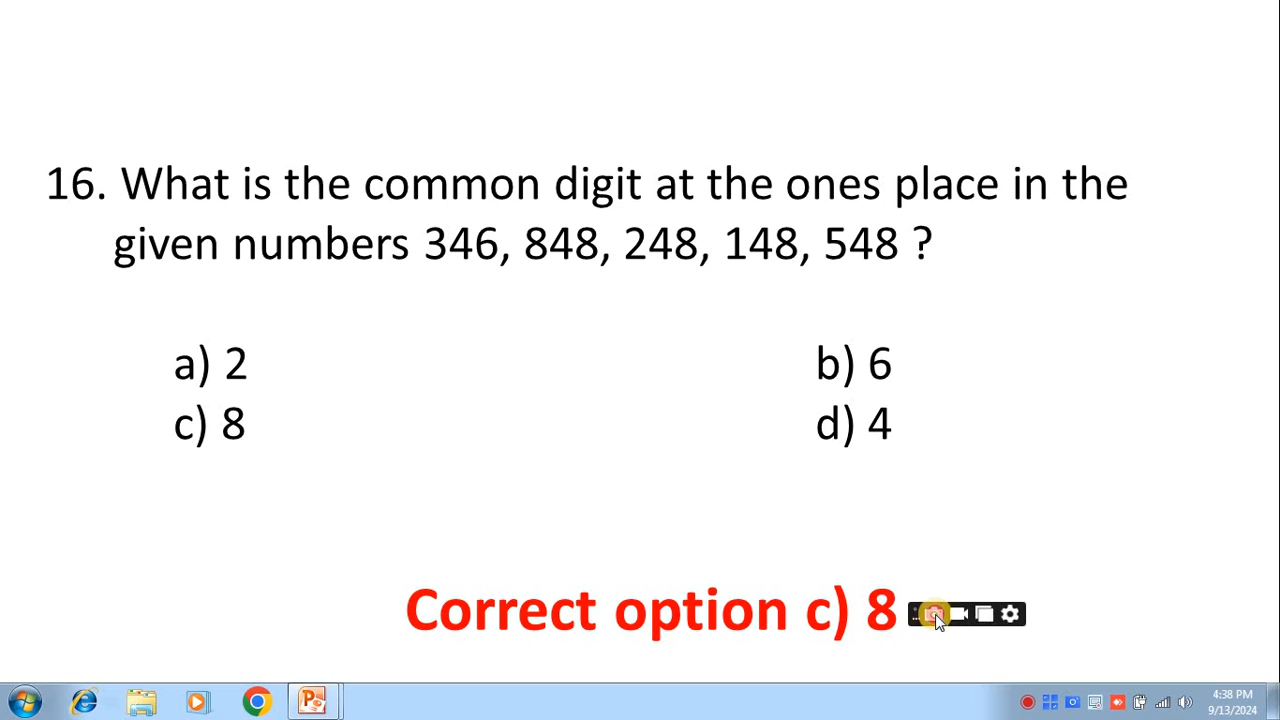 16. What is the common digit at the ones place in the
given numbers 346, 848, 248, 148, 548 ?
a) 2 b) 6
c) 8 d) 4
Correct option c) 8
4:38 PM
9/13/2024